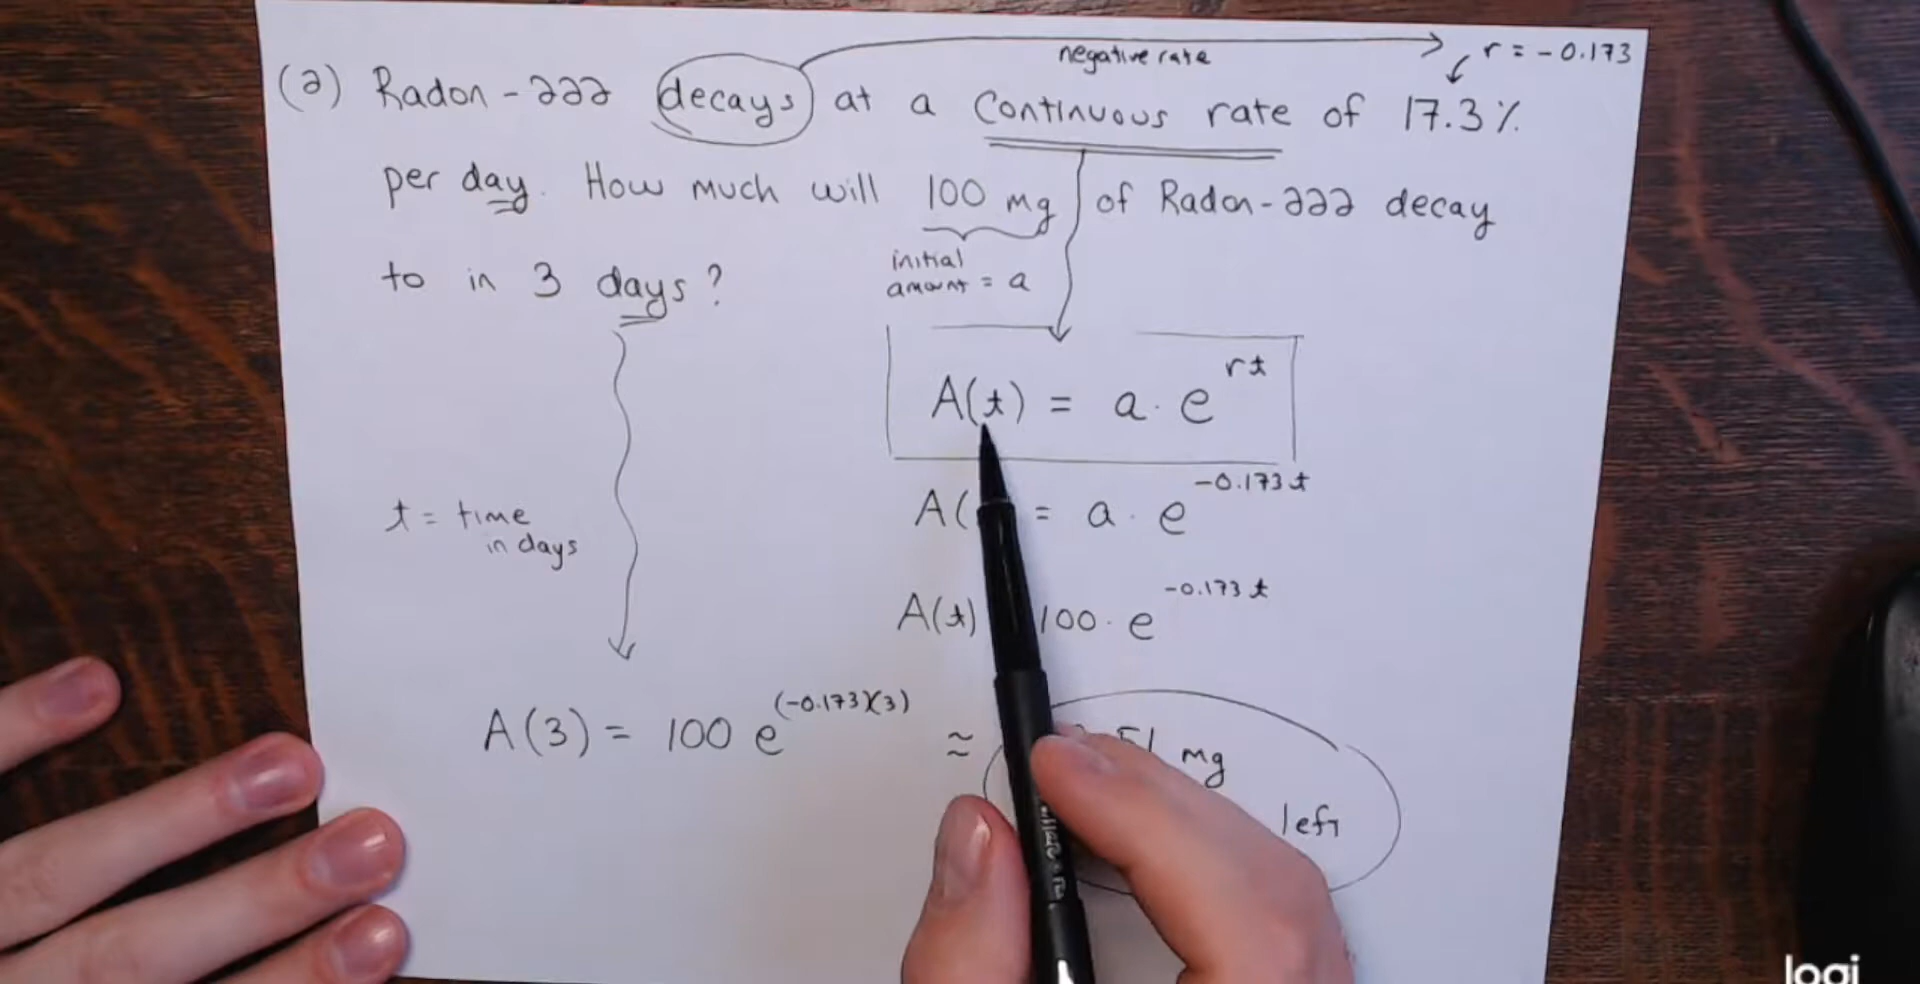 negative rate
r = -0.173
(2) Radon-222 decays at a continuous rate of 17.3%
per day. How much will 100 mg of Radon-222 decay
to in 3 days?
initial
amount = a
A(t) = a · e^rt
A( = a · e^-0.173t
t = time
in days
A(t) 100 · e^-0.173t
A(3) = 100 e^(-0.173)(3) ≈ mg
left
logi